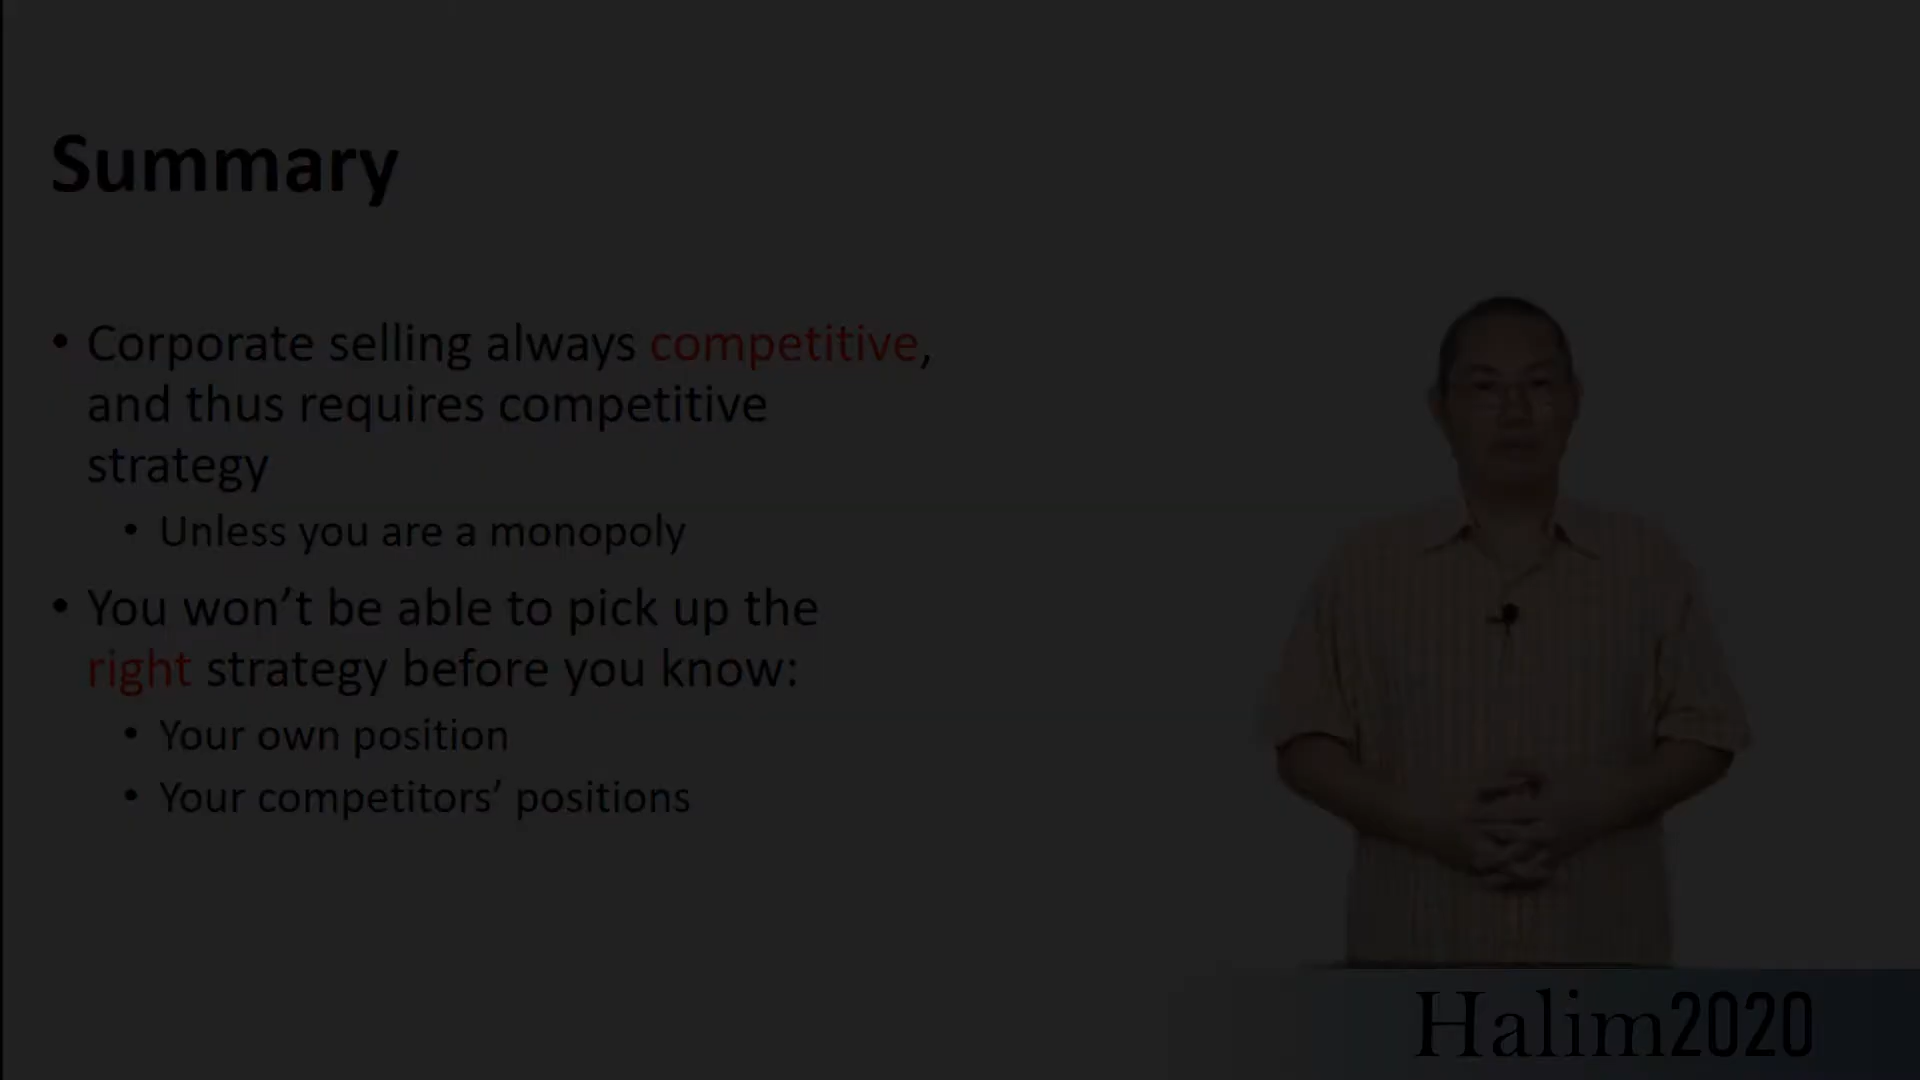 Summary
• Corporate selling always competitive,
and thus requires competitive
strategy
• Unless you are a monopoly
• You won’t be able to pick up the
right strategy before you know:
• Your own position
• Your competitors’ positions
Halim2020